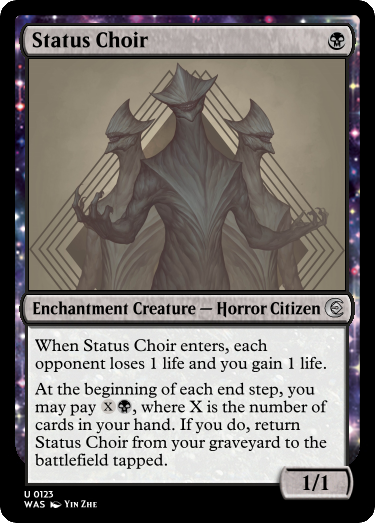 Status Choir
Enchantment Creature — Horror Citizen
When Status Choir enters, each
opponent loses 1 life and you gain 1 life.
At the beginning of each end step, you
may pay X , where X is the number of
cards in your hand. If you do, return
Status Choir from your graveyard to the
battlefield tapped.
1/1
U 0123
WAS Yin Zhe